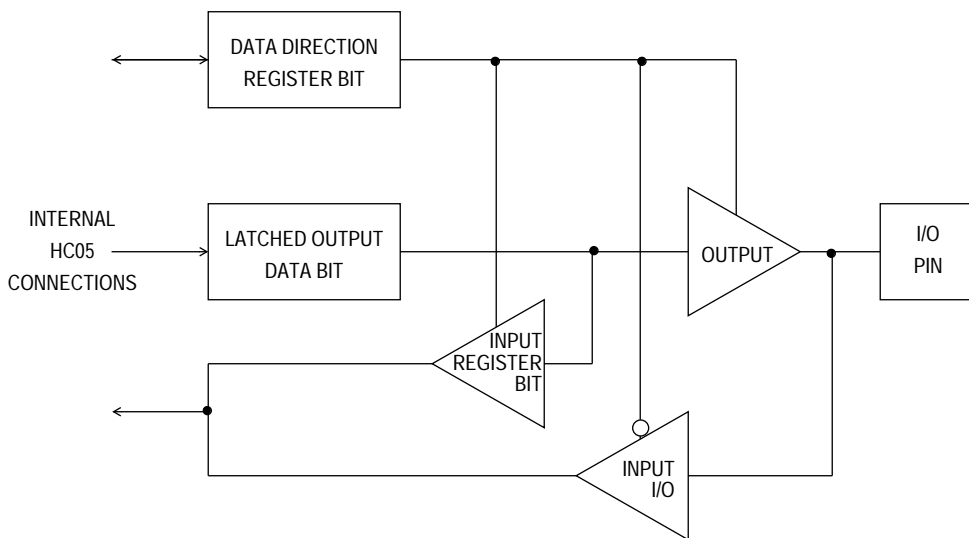 DATA DIRECTION
REGISTER BIT
INTERNAL
HC05
CONNECTIONS
LATCHED OUTPUT
DATA BIT
OUTPUT
I/O
PIN
INPUT
REGISTER
BIT
INPUT
I/O